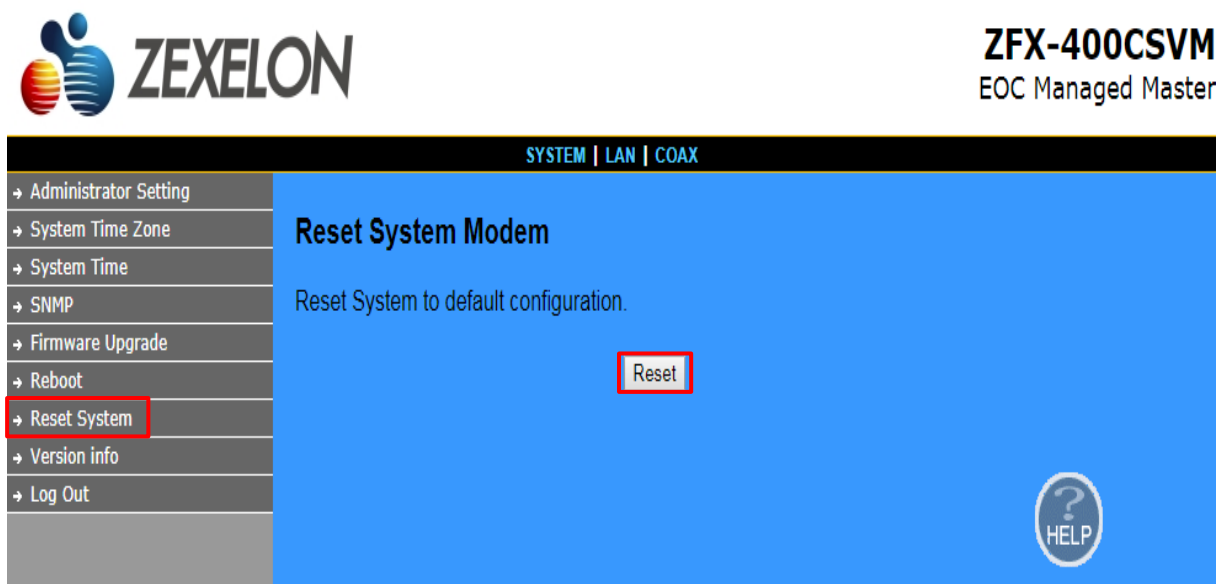 ZEXELON
ZFX-400CSVM
EOC Managed Master
SYSTEM | LAN | COAX
Administrator Setting
System Time Zone
System Time
SNMP
Firmware Upgrade
Reboot
Reset System
Version info
Log Out
Reset System Modem
Reset System to default configuration.
Reset
?
HELP